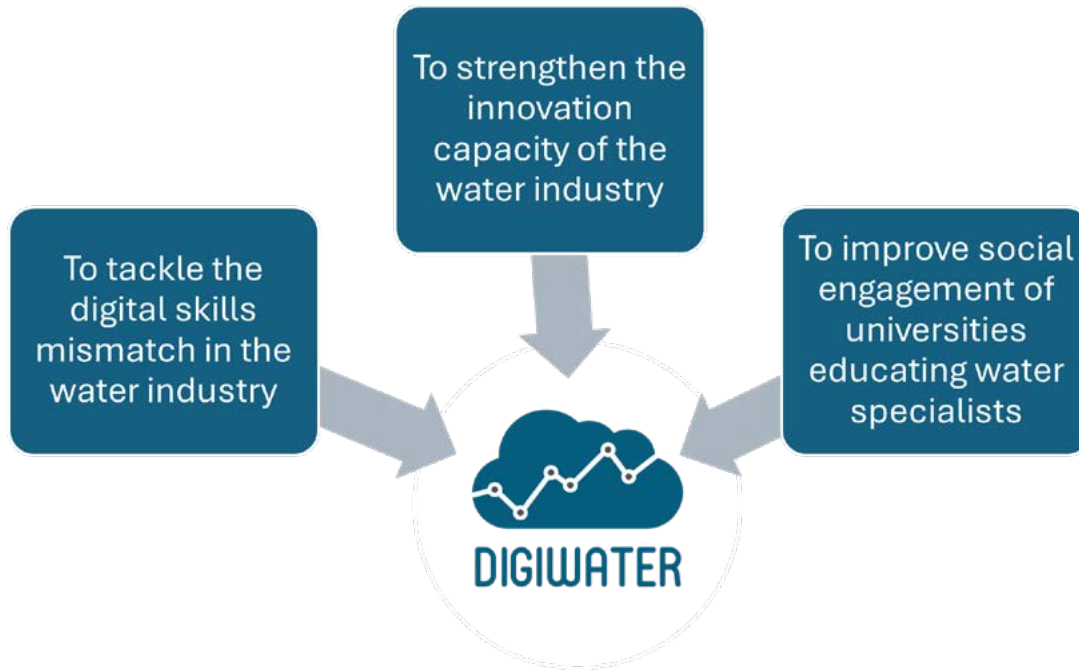 To strengthen the
innovation
capacity of the
water industry
To tackle the
digital skills
mismatch in the
water industry
To improve social
engagement of
universities
educating water
specialists
DIGIWATER